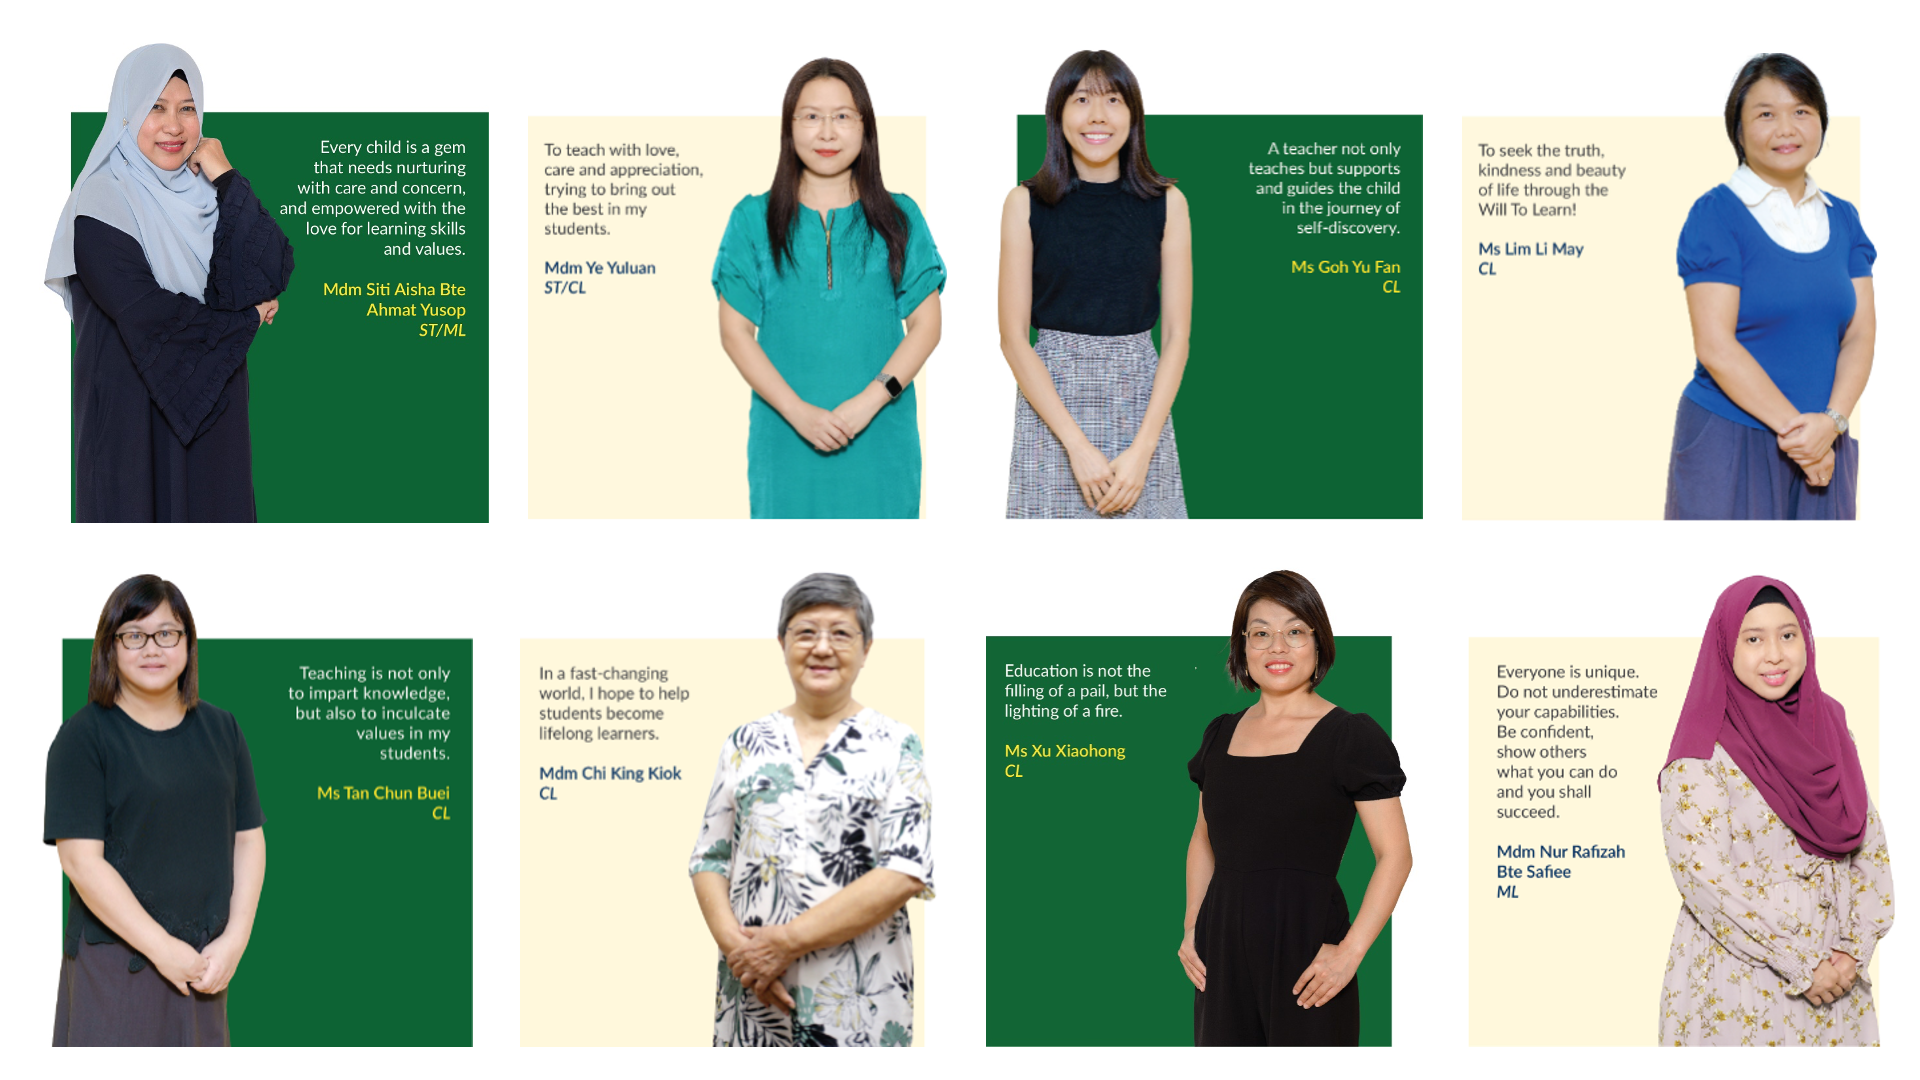 Every child is a gem
that needs nurturing
with care and concern,
and empowered with the
love for learning skills
and values.
Mdm Siti Aisha Bte
Ahmat Yusop
ST/ML
To teach with love,
care and appreciation,
trying to bring out
the best in my
students.
Mdm Ye Yuluan
ST/CL
A teacher not only
teaches but supports
and guides the child
in the journey of
self-discovery.
Ms Goh Yu Fan
CL
To seek the truth,
kindness and beauty
of life through the
Will To Learn!
Ms Lim Li May
CL
Teaching is not only
to impart knowledge,
but also to inculcate
values in my
students.
Ms Tan Chun Buei
CL
In a fast-changing
world, I hope to help
students become
lifelong learners.
Mdm Chi King Kiok
CL
Education is not the
filling of a pail, but the
lighting of a fire.
Ms Xu Xiaohong
CL
Everyone is unique.
Do not underestimate
your capabilities.
Be confident,
show others
what you can do
and you shall
succeed.
Mdm Nur Rafizah
Bte Safiee
ML